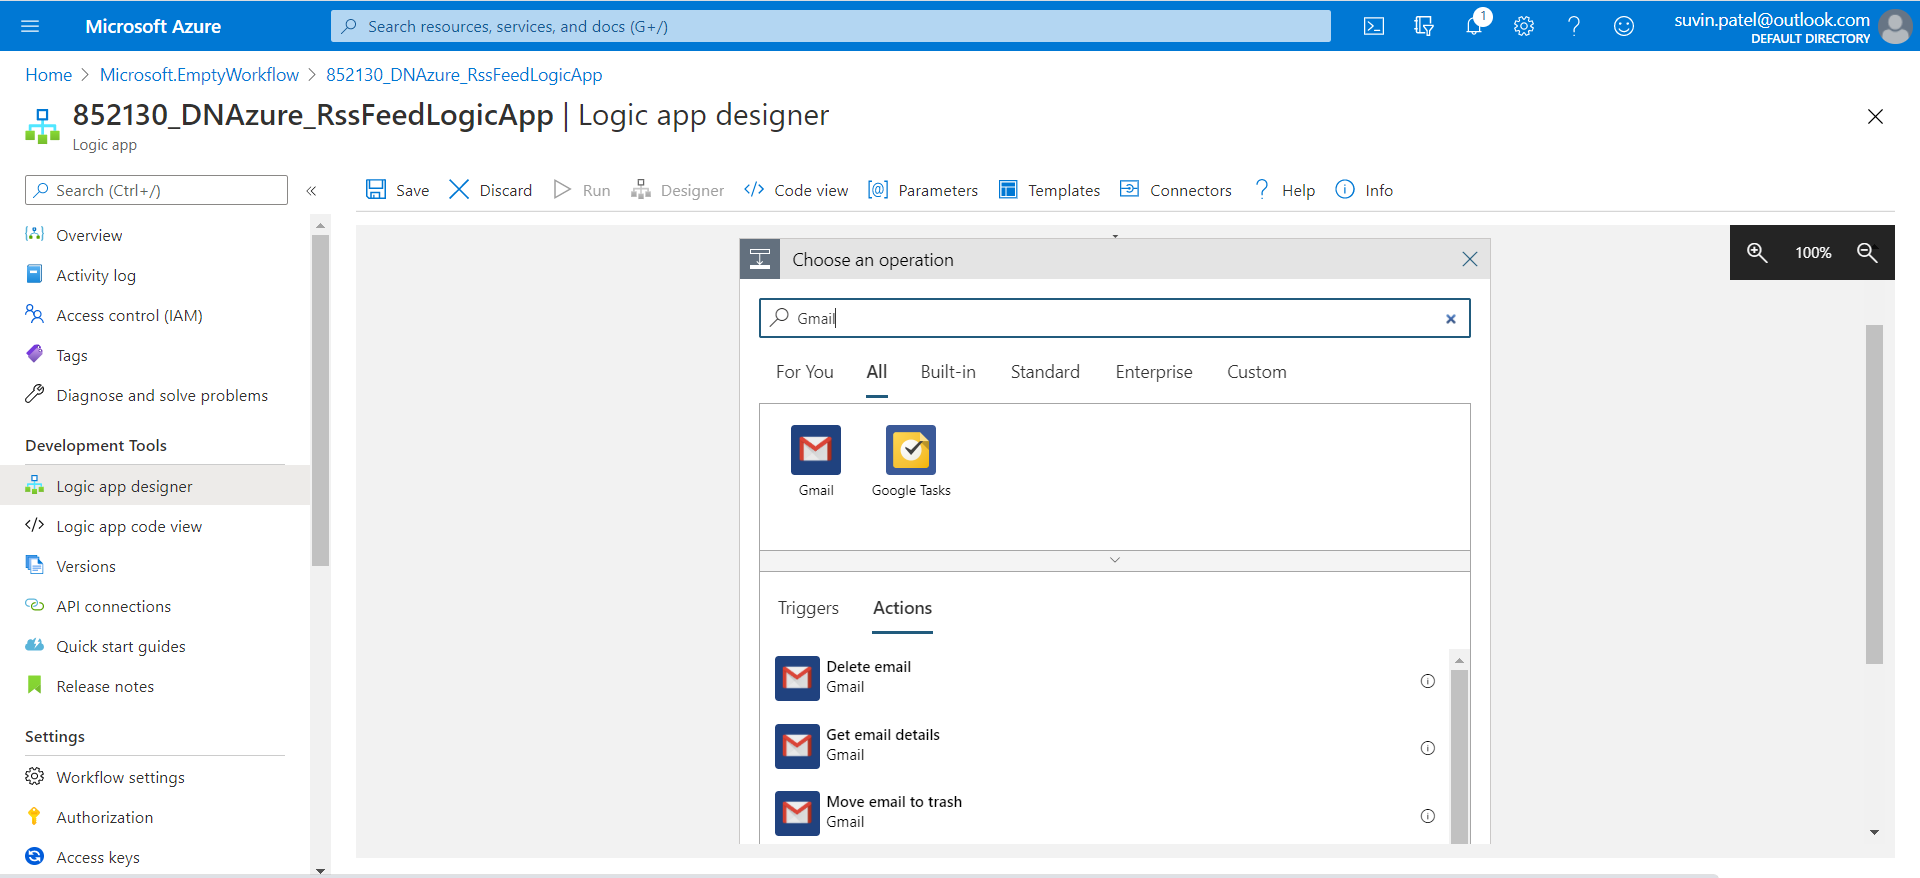 Microsoft Azure
Search resources, services, and docs (G+/)
1
suvin.patel@outlook.com
DEFAULT DIRECTORY
Home > Microsoft.EmptyWorkflow > 852130_DNAzure_RssFeedLogicApp
852130_DNAzure_RssFeedLogicApp | Logic app designer
Logic app
Search (Ctrl+/)
«
Save
Discard
Run
Designer
Code view
Parameters
Templates
Connectors
Help
Info
Overview
Activity log
Access control (IAM)
Tags
Diagnose and solve problems
Development Tools
Logic app designer
Logic app code view
Versions
API connections
Quick start guides
Release notes
Settings
Workflow settings
Authorization
Access keys
100%
Choose an operation
Gmail
For You
All
Built-in
Standard
Enterprise
Custom
Gmail
Google Tasks
Triggers
Actions
Delete email
Gmail
Get email details
Gmail
Move email to trash
Gmail